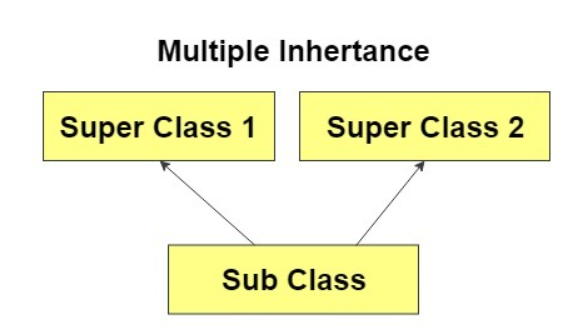 Multiple Inhertance
Super Class 1
Super Class 2
Sub Class